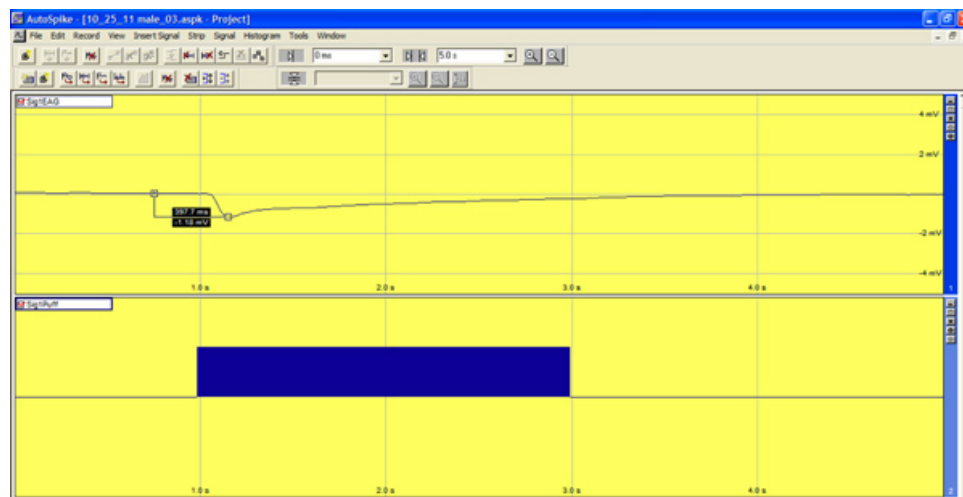 AutoSpike - [10_25_11 male_03.aspk - Project]
File Edit Record View Insert Signal Strip Signal Histogram Tools Window
0 ms 5.0 s
Sig1EAG
4 mV
2 mV
397.7 ms
-1.18 mV
-2 mV
-4 mV
1.0 s 2.0 s 3.0 s 4.0 s
1
Sig1Puff
1.0 s 2.0 s 3.0 s 4.0 s
2